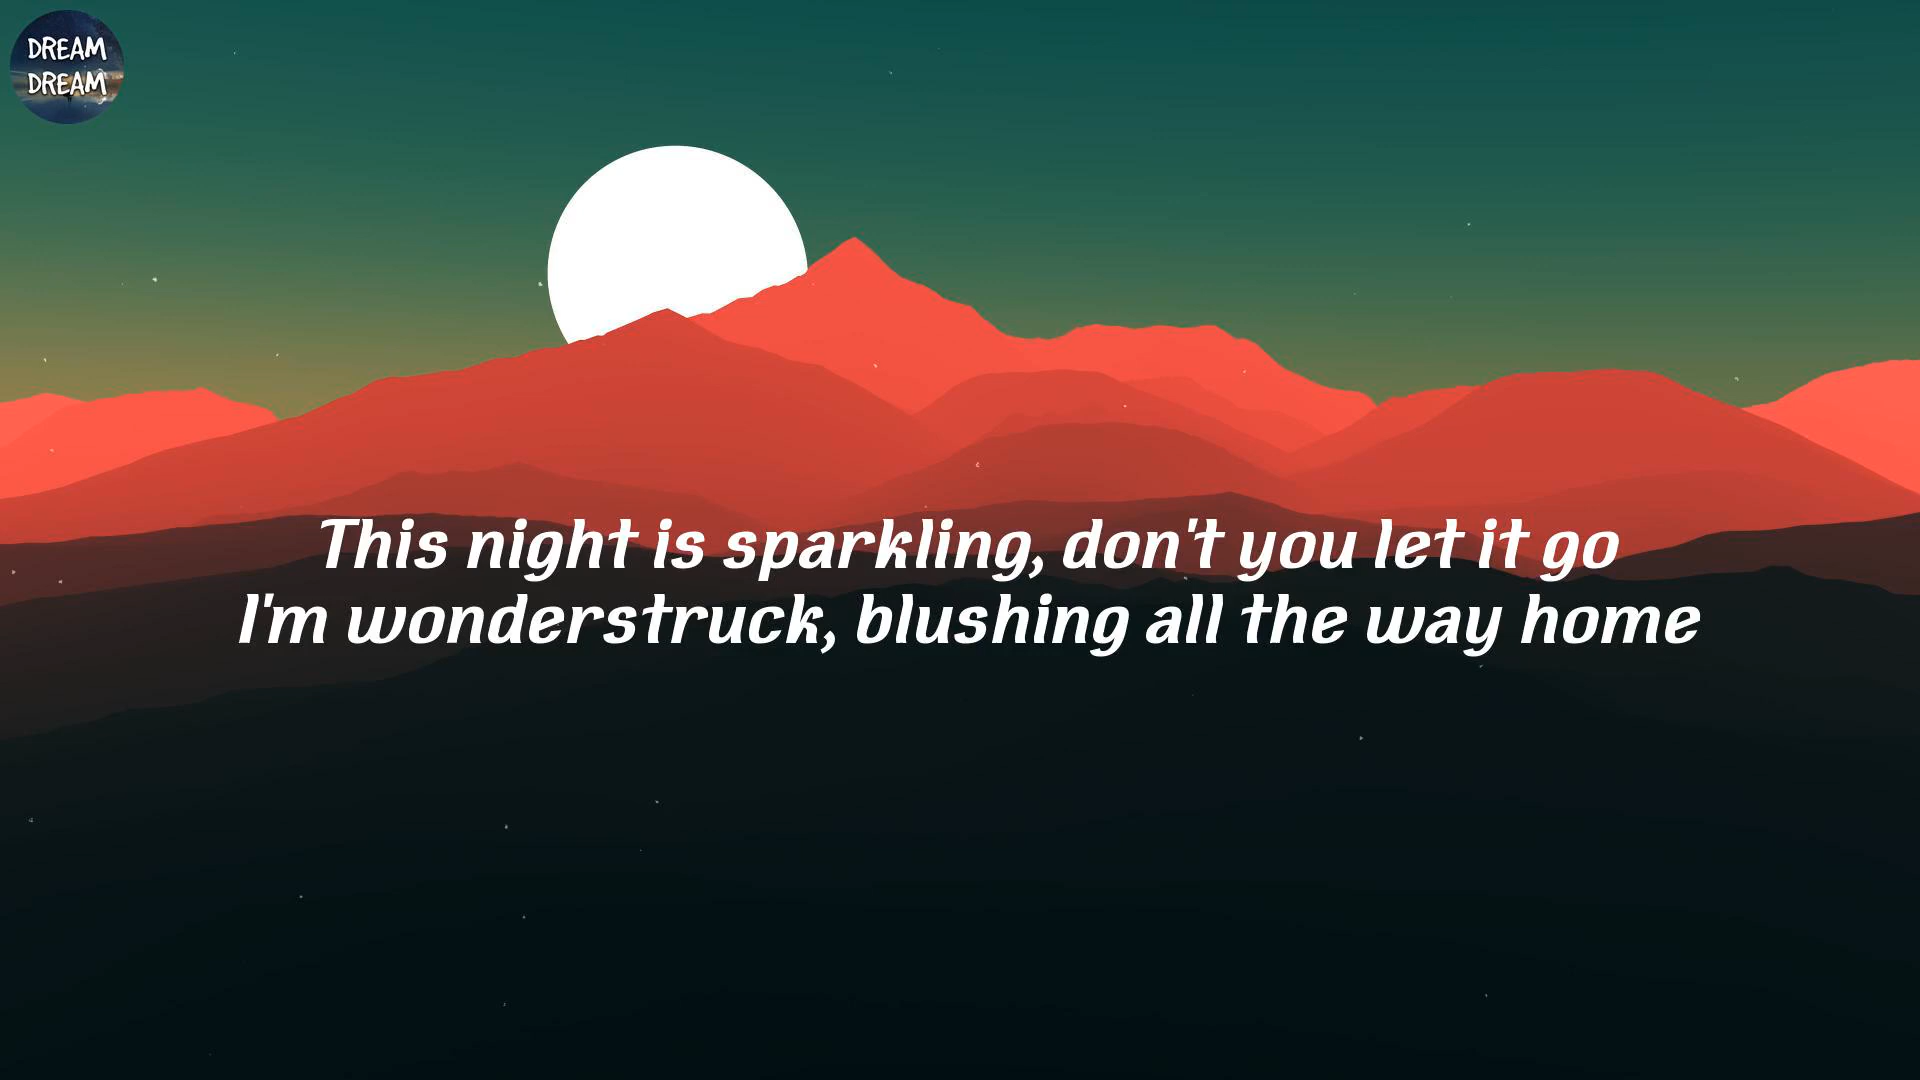 DREAM
DREAM
This night is sparkling, don't you let it go
I'm wonderstruck, blushing all the way home